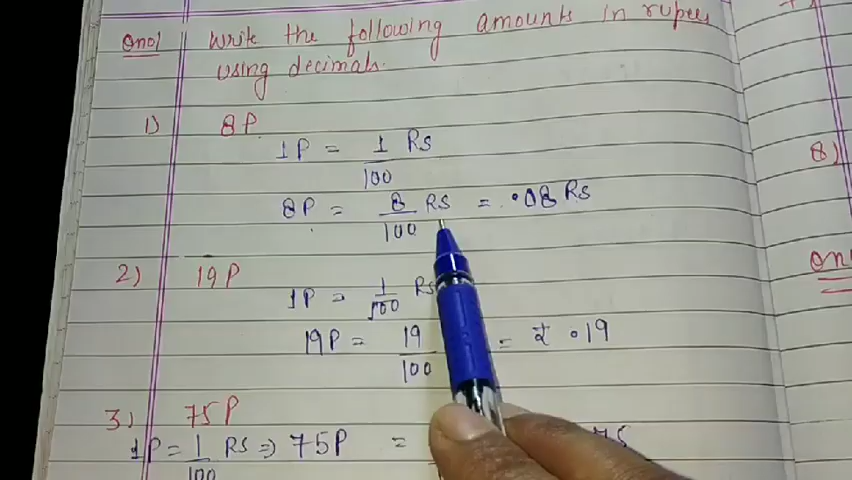 Qno1 Write the following amounts in rupees
using decimals.
1) 8P
1P = 1/100 Rs
8P = 8/100 RS = .08 RS
2) 19P
1P = 1/100 Rs
19P = 19/100 = ₹ .19
3) 75P
1P = 1/100 RS => 75P = 75
8)